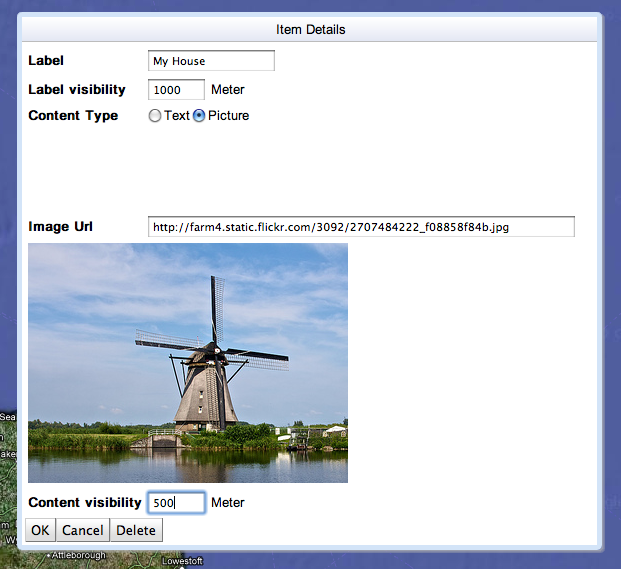 Item Details
Label My House
Label visibility 1000 Meter
Content Type Text Picture
Image Url http://farm4.static.flickr.com/3092/2707484222_f08858f84b.jpg
Sea
Content visibility 500 Meter
OK Cancel Delete
Attleborough
Lowestoft